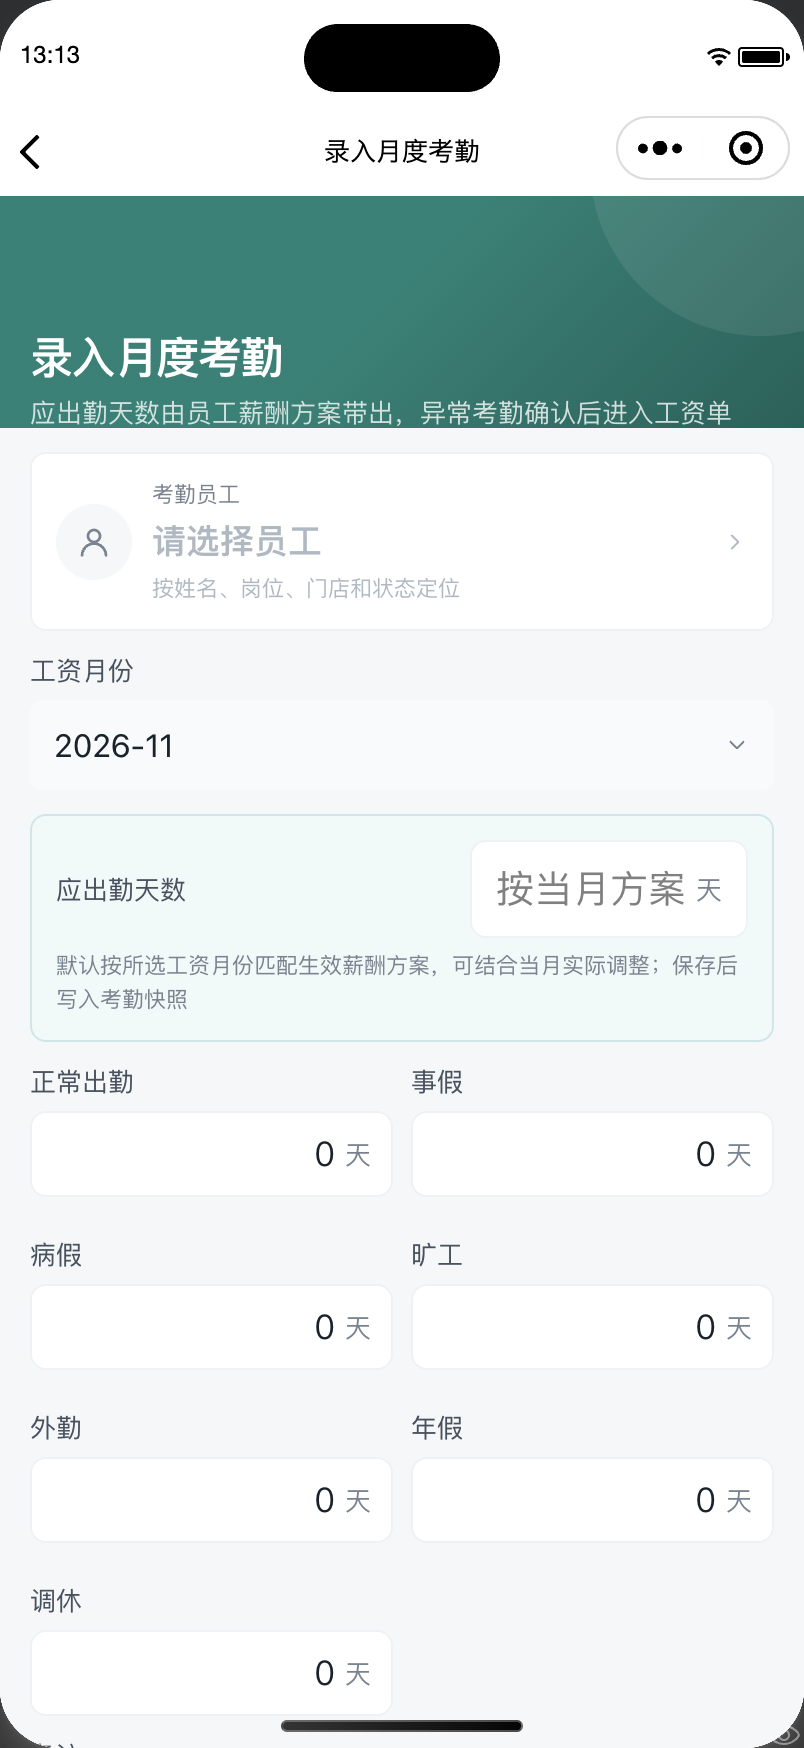 13:13
录入月度考勤
录入月度考勤
应出勤天数由员工薪酬方案带出，异常考勤确认后进入工资单
考勤员工
请选择员工
按姓名、岗位、门店和状态定位
工资月份
2026-11
应出勤天数
按当月方案 天
默认按所选工资月份匹配生效薪酬方案，可结合当月实际调整；保存后
写入考勤快照
正常出勤
0 天
事假
0 天
病假
0 天
旷工
0 天
外勤
0 天
年假
0 天
调休
0 天